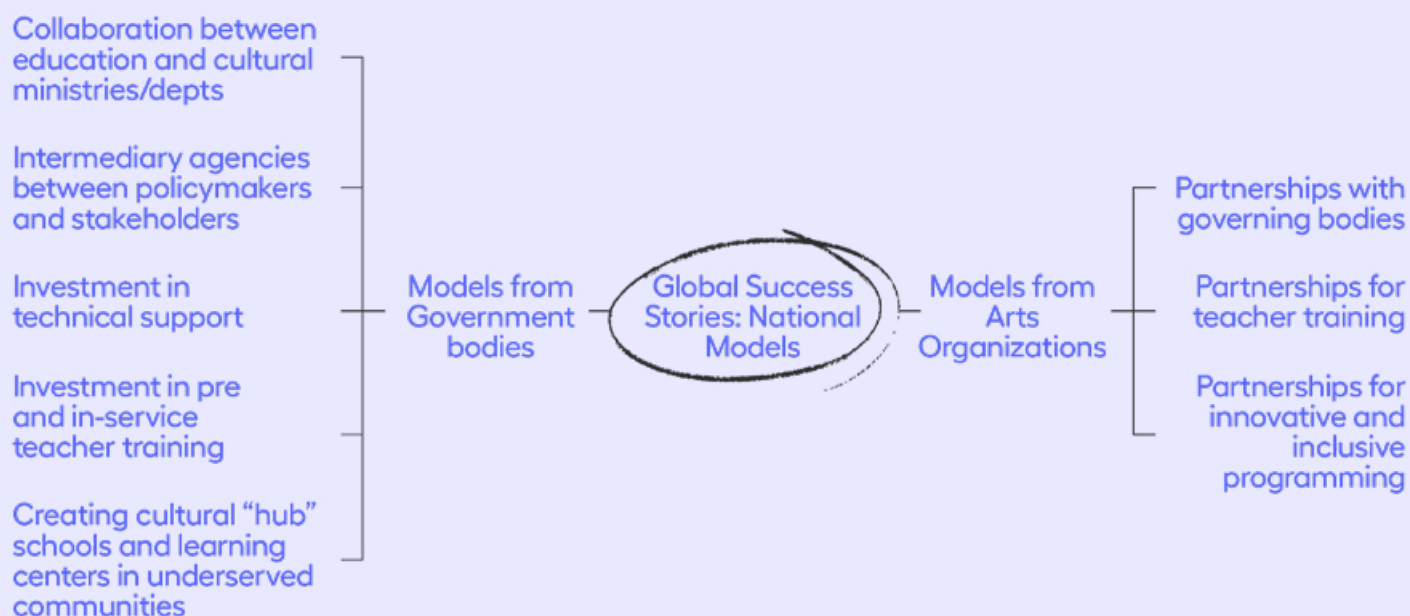 Collaboration between
education and cultural
ministries/depts
Intermediary agencies
between policymakers
and stakeholders
Investment in
technical support
Investment in pre
and in-service
teacher training
Creating cultural “hub”
schools and learning
centers in underserved
communities
Models from
Government
bodies
Global Success
Stories: National
Models
Models from
Arts
Organizations
Partnerships with
governing bodies
Partnerships for
teacher training
Partnerships for
innovative and
inclusive
programming